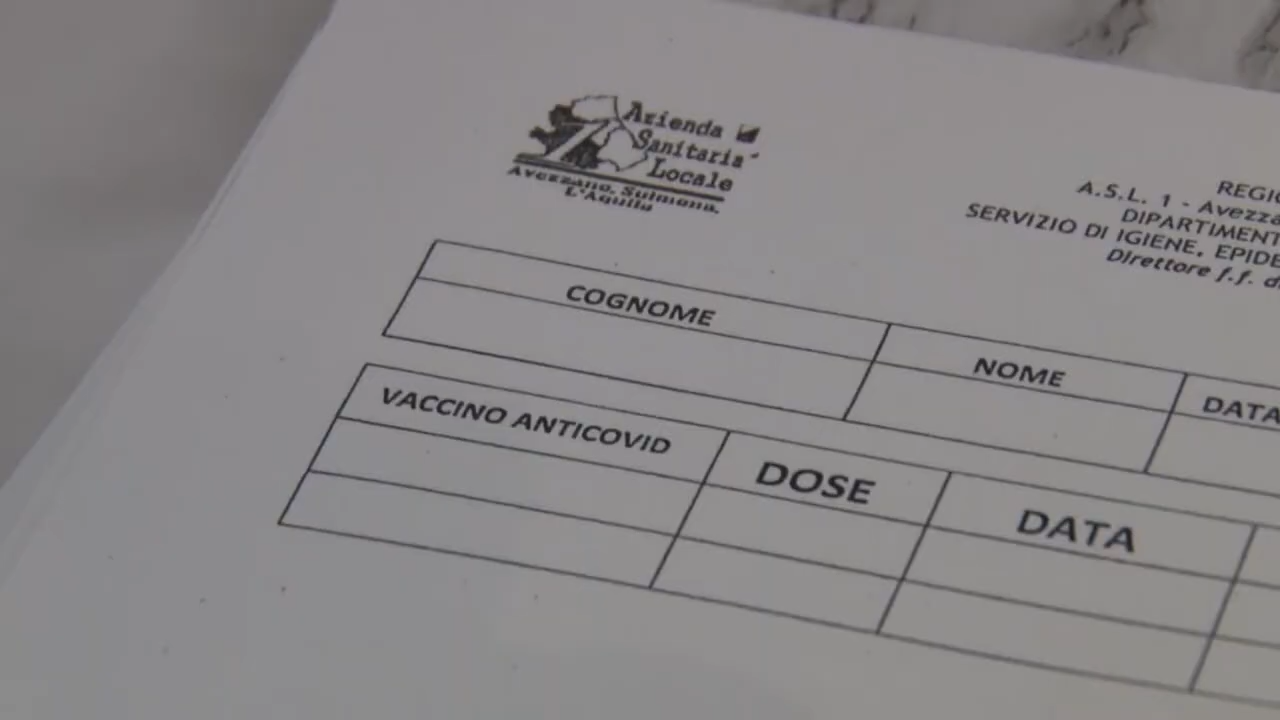 Azienda
Sanitaria
Locale
Avezzano, Sulmona,
L'Aquila
REGIO
A.S.L. 1 - Avezza
DIPARTIMENT
SERVIZIO DI IGIENE, EPIDE
Direttore f.f. d
COGNOME
NOME
DATA
VACCINO ANTICOVID
DOSE
DATA